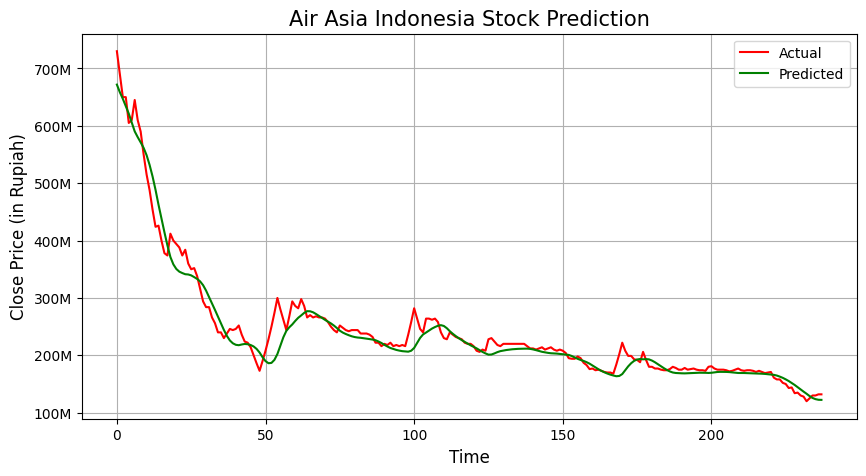 Air Asia Indonesia Stock Prediction
Actual
Predicted
Close Price (in Rupiah)
700M
600M
500M
400M
300M
200M
100M
0
50
100
150
200
Time